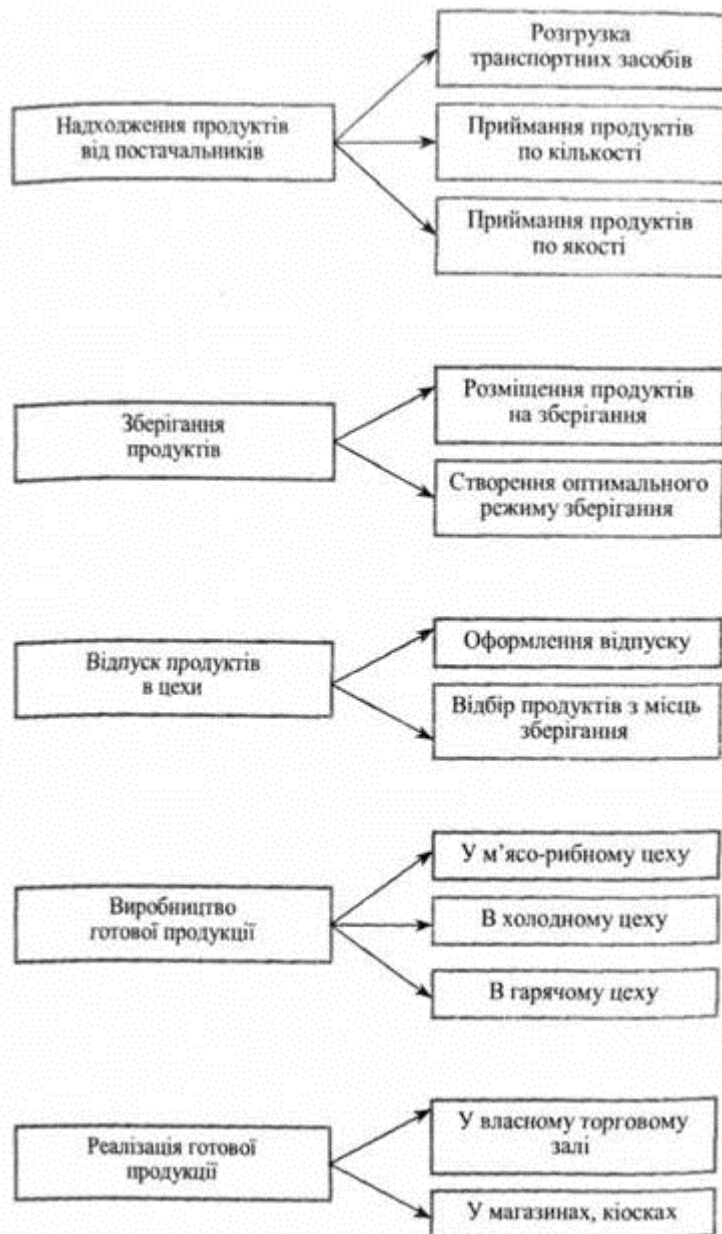 Надходження продуктів
від постачальників
Розгрузка
транспортних засобів
Приймання продуктів
по кількості
Приймання продуктів
по якості
Зберігання
продуктів
Розміщення продуктів
на зберігання
Створення оптимального
режиму зберігання
Відпуск продуктів
в цехи
Оформлення відпуску
Відбір продуктів з місць
зберігання
Виробництво
готової продукції
У м’ясо-рибному цеху
В холодному цеху
В гарячому цеху
Реалізація готової
продукції
У власному торговому
залі
У магазинах, кіосках